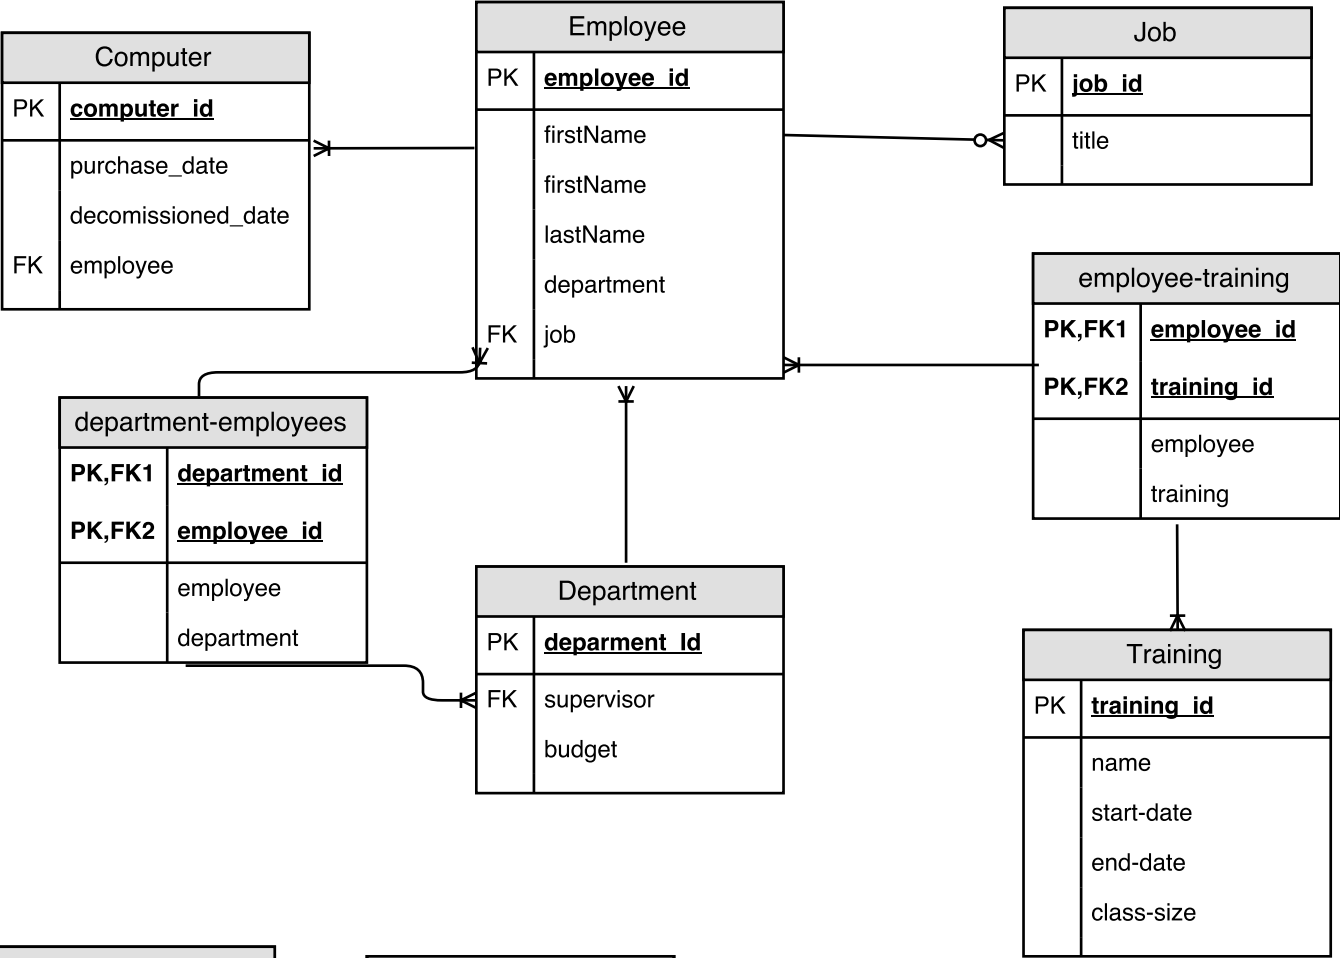 Computer
PK computer_id
purchase_date
decomissioned_date
FK employee
Employee
PK employee_id
firstName
firstName
lastName
department
FK job
Job
PK job_id
title
employee-training
PK,FK1 employee_id
PK,FK2 training_id
employee
training
department-employees
PK,FK1 department_id
PK,FK2 employee_id
employee
department
Department
PK deparment_Id
FK supervisor
budget
Training
PK training_id
name
start-date
end-date
class-size